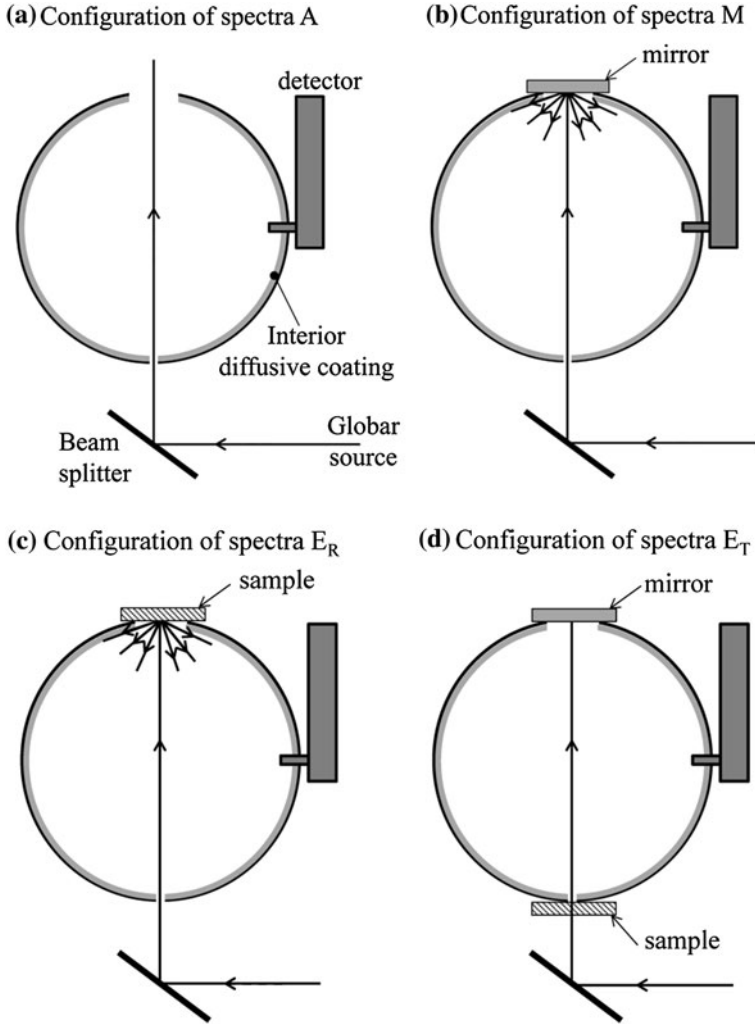 (a) Configuration of spectra A
detector
Interior
diffusive coating
Beam
splitter
Globar
source
(b) Configuration of spectra M
mirror
(c) Configuration of spectra E_R
sample
(d) Configuration of spectra E_T
mirror
sample